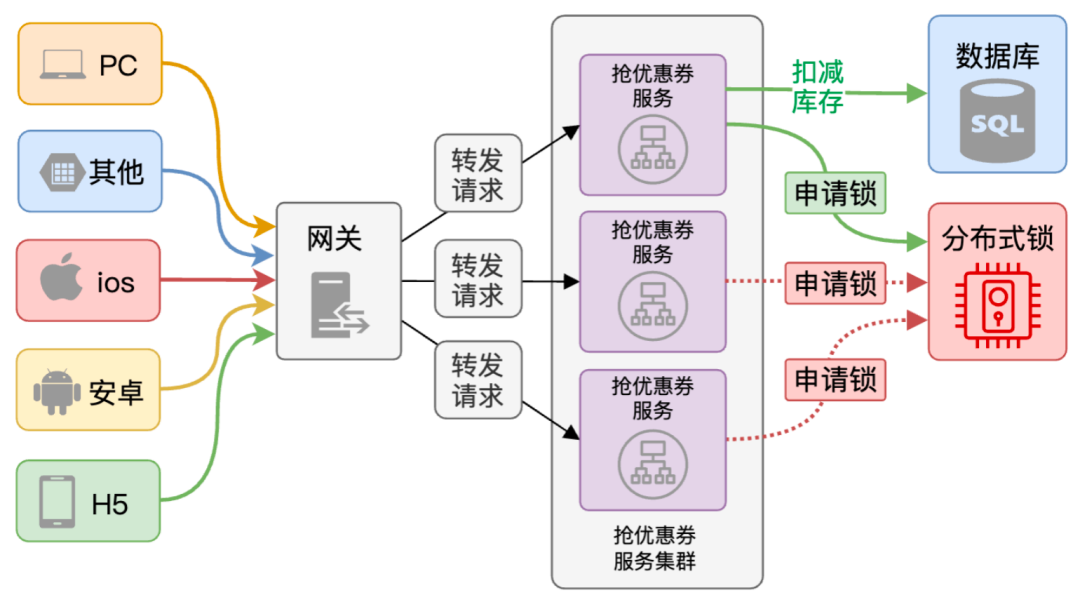 PC
其他
ios
安卓
H5
网关
转发
请求
转发
请求
转发
请求
抢优惠券
服务
抢优惠券
服务
抢优惠券
服务
抢优惠券
服务集群
扣减
库存
申请锁
申请锁
申请锁
数据库
SQL
分布式锁